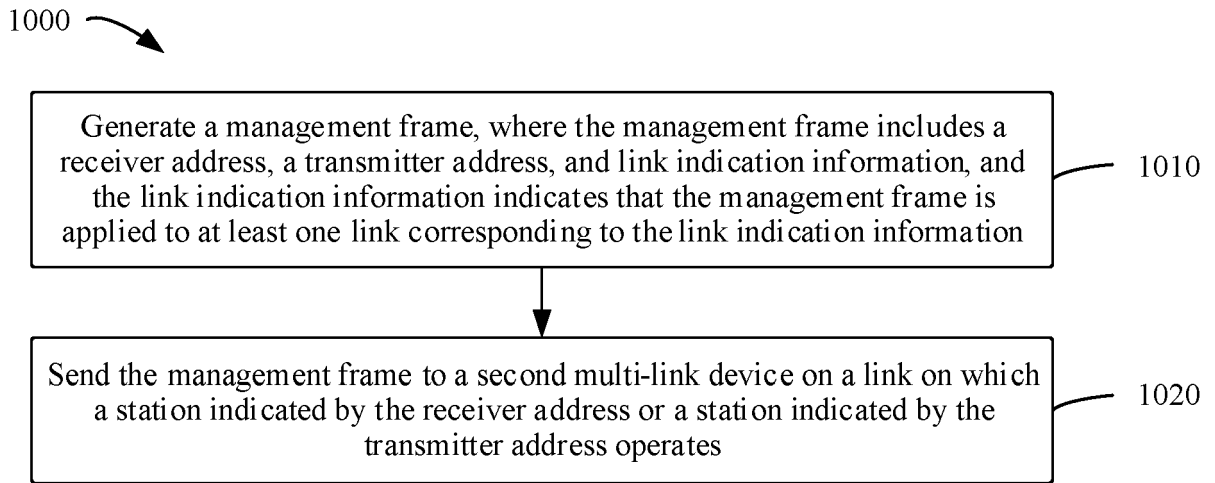 1000
Generate a management frame, where the management frame includes a
receiver address, a transmitter address, and link indication information, and
the link indication information indicates that the management frame is
applied to at least one link corresponding to the link indication information
1010
Send the management frame to a second multi-link device on a link on which
a station indicated by the receiver address or a station indicated by the
transmitter address operates
1020